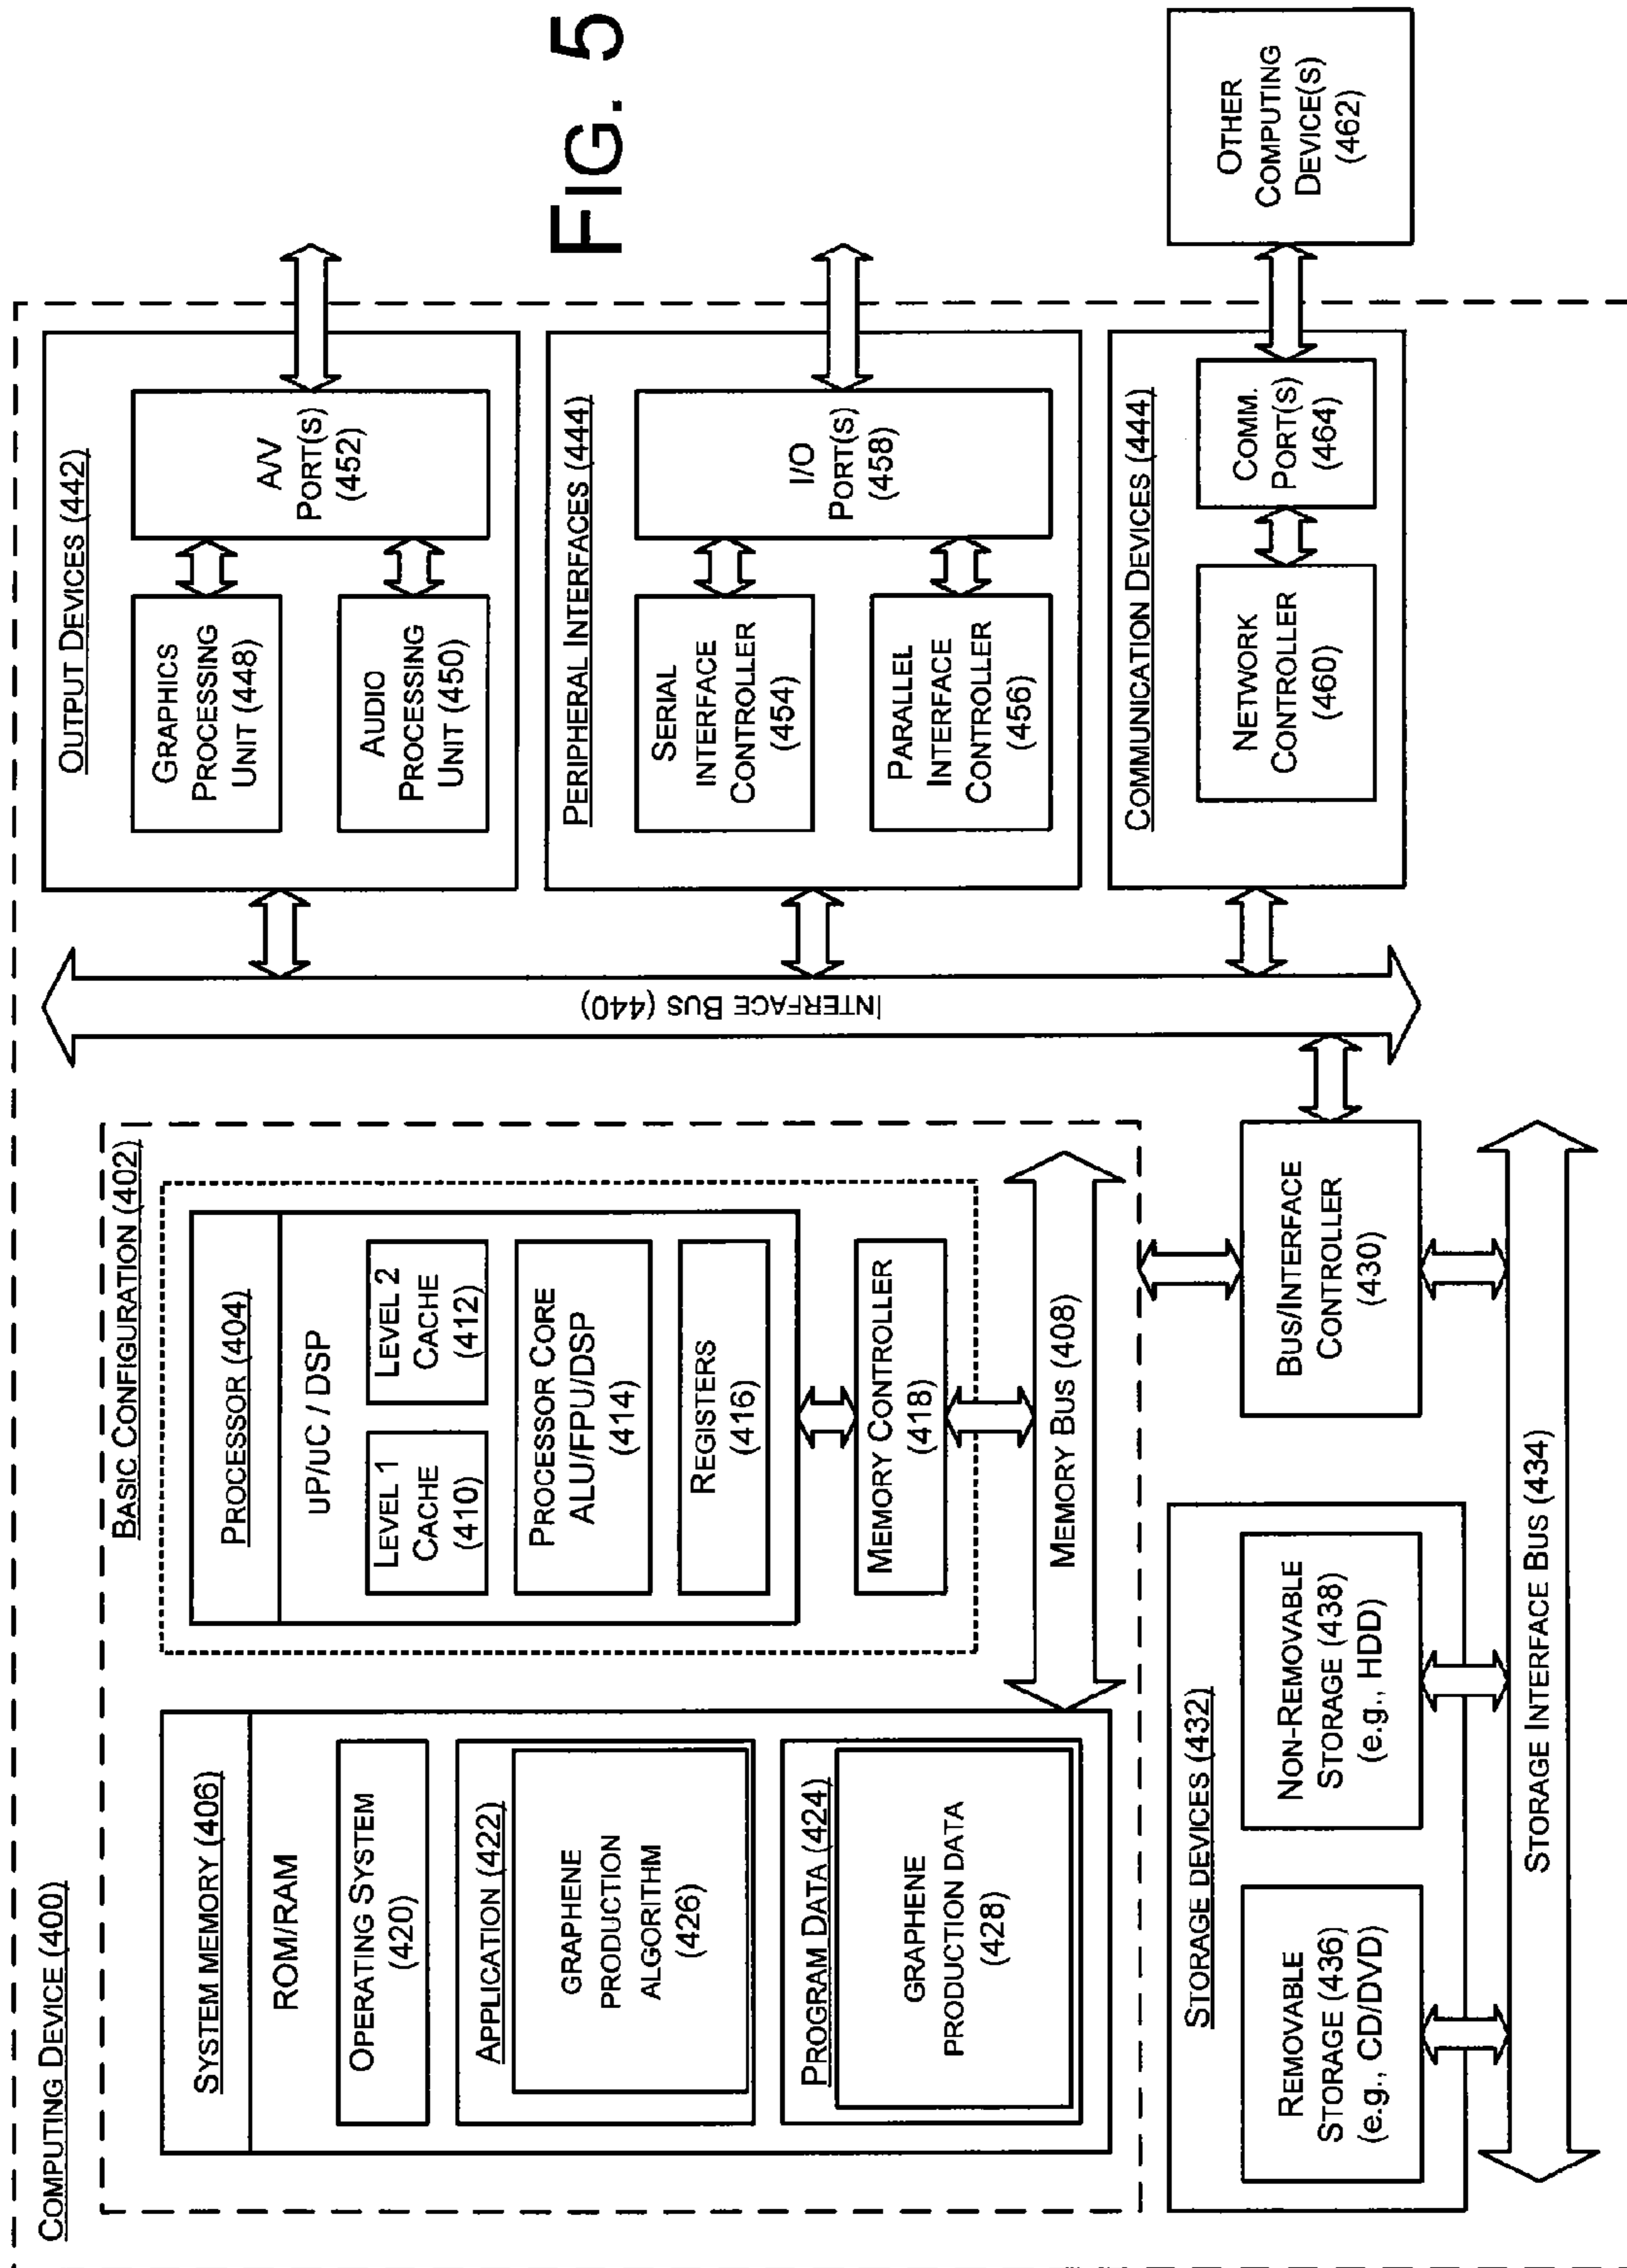 COMPUTING DEVICE (400)
BASIC CONFIGURATION (402)
SYSTEM MEMORY (406)
ROM/RAM
OPERATING SYSTEM
(420)
APPLICATION (422)
GRAPHENE
PRODUCTION
ALGORITHM
(426)
PROGRAM DATA (424)
GRAPHENE
PRODUCTION DATA
(428)
PROCESSOR (404)
uP/uC / DSP
LEVEL 1
CACHE
(410)
LEVEL 2
CACHE
(412)
PROCESSOR CORE
ALU/FPU/DSP
(414)
REGISTERS
(416)
MEMORY CONTROLLER
(418)
MEMORY BUS (408)
STORAGE DEVICES (432)
REMOVABLE
STORAGE (436)
(e.g., CD/DVD)
NON-REMOVABLE
STORAGE (438)
(e.g., HDD)
BUS/INTERFACE
CONTROLLER
(430)
STORAGE INTERFACE BUS (434)
INTERFACE BUS (440)
OUTPUT DEVICES (442)
GRAPHICS
PROCESSING
UNIT (448)
AUDIO
PROCESSING
UNIT (450)
A/V
PORT(S)
(452)
PERIPHERAL INTERFACES (444)
SERIAL
INTERFACE
CONTROLLER
(454)
PARALLEL
INTERFACE
CONTROLLER
(456)
I/O
PORT(S)
(458)
COMMUNICATION DEVICES (444)
NETWORK
CONTROLLER
(460)
COMM.
PORT(S)
(464)
OTHER
COMPUTING
DEVICE(S)
(462)
FIG. 5